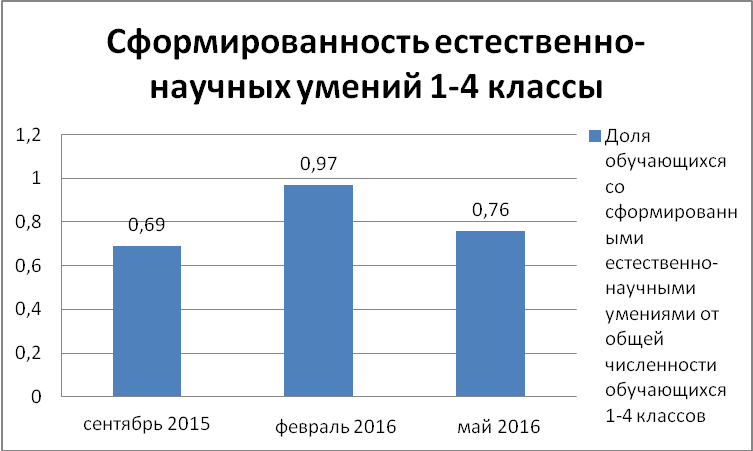 Сформированность естественно-
научных умений 1-4 классы
1,2
1
0,8
0,6
0,4
0,2
0
0,69
0,97
0,76
сентябрь 2015
февраль 2016
май 2016
Доля
обучающихся
со
сформированн
ыми
естественно-
научными
умениями от
общей
численности
обучающихся
1-4 классов